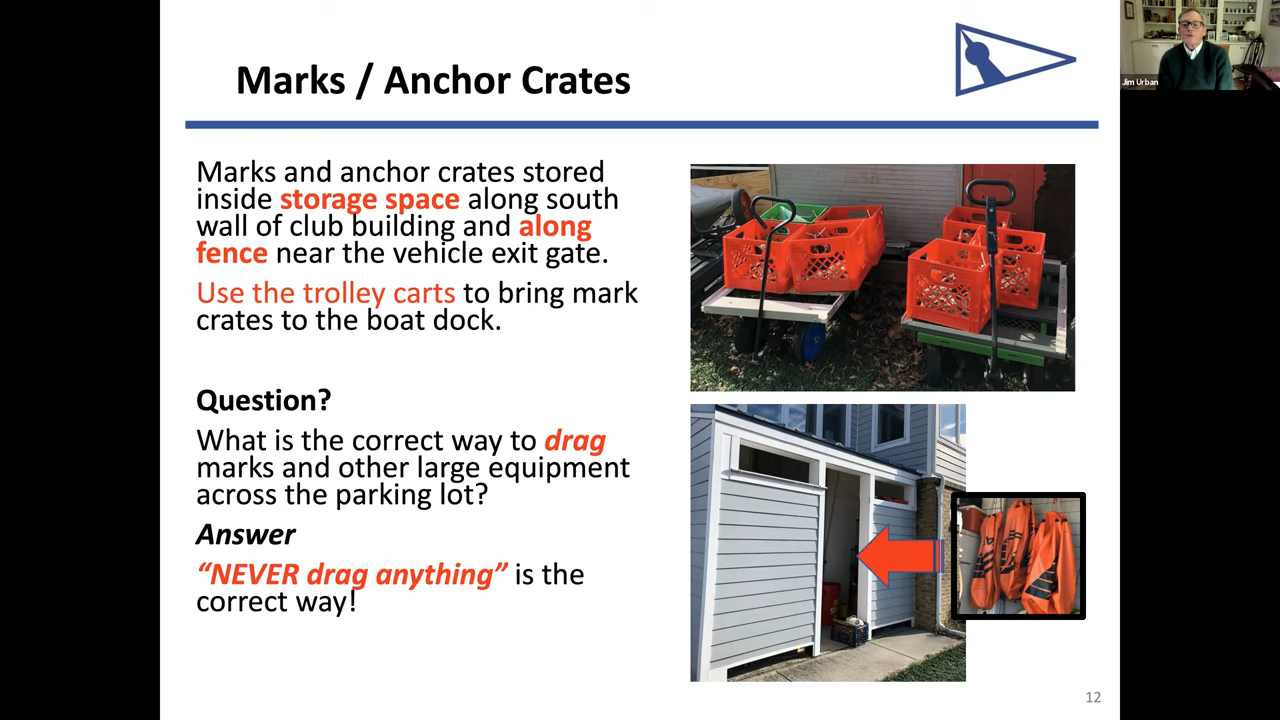 Marks / Anchor Crates
Jim Urban
Marks and anchor crates stored
inside storage space along south
wall of club building and along
fence near the vehicle exit gate.
Use the trolley carts to bring mark
crates to the boat dock.
Question?
What is the correct way to drag
marks and other large equipment
across the parking lot?
Answer
“NEVER drag anything” is the
correct way!
12